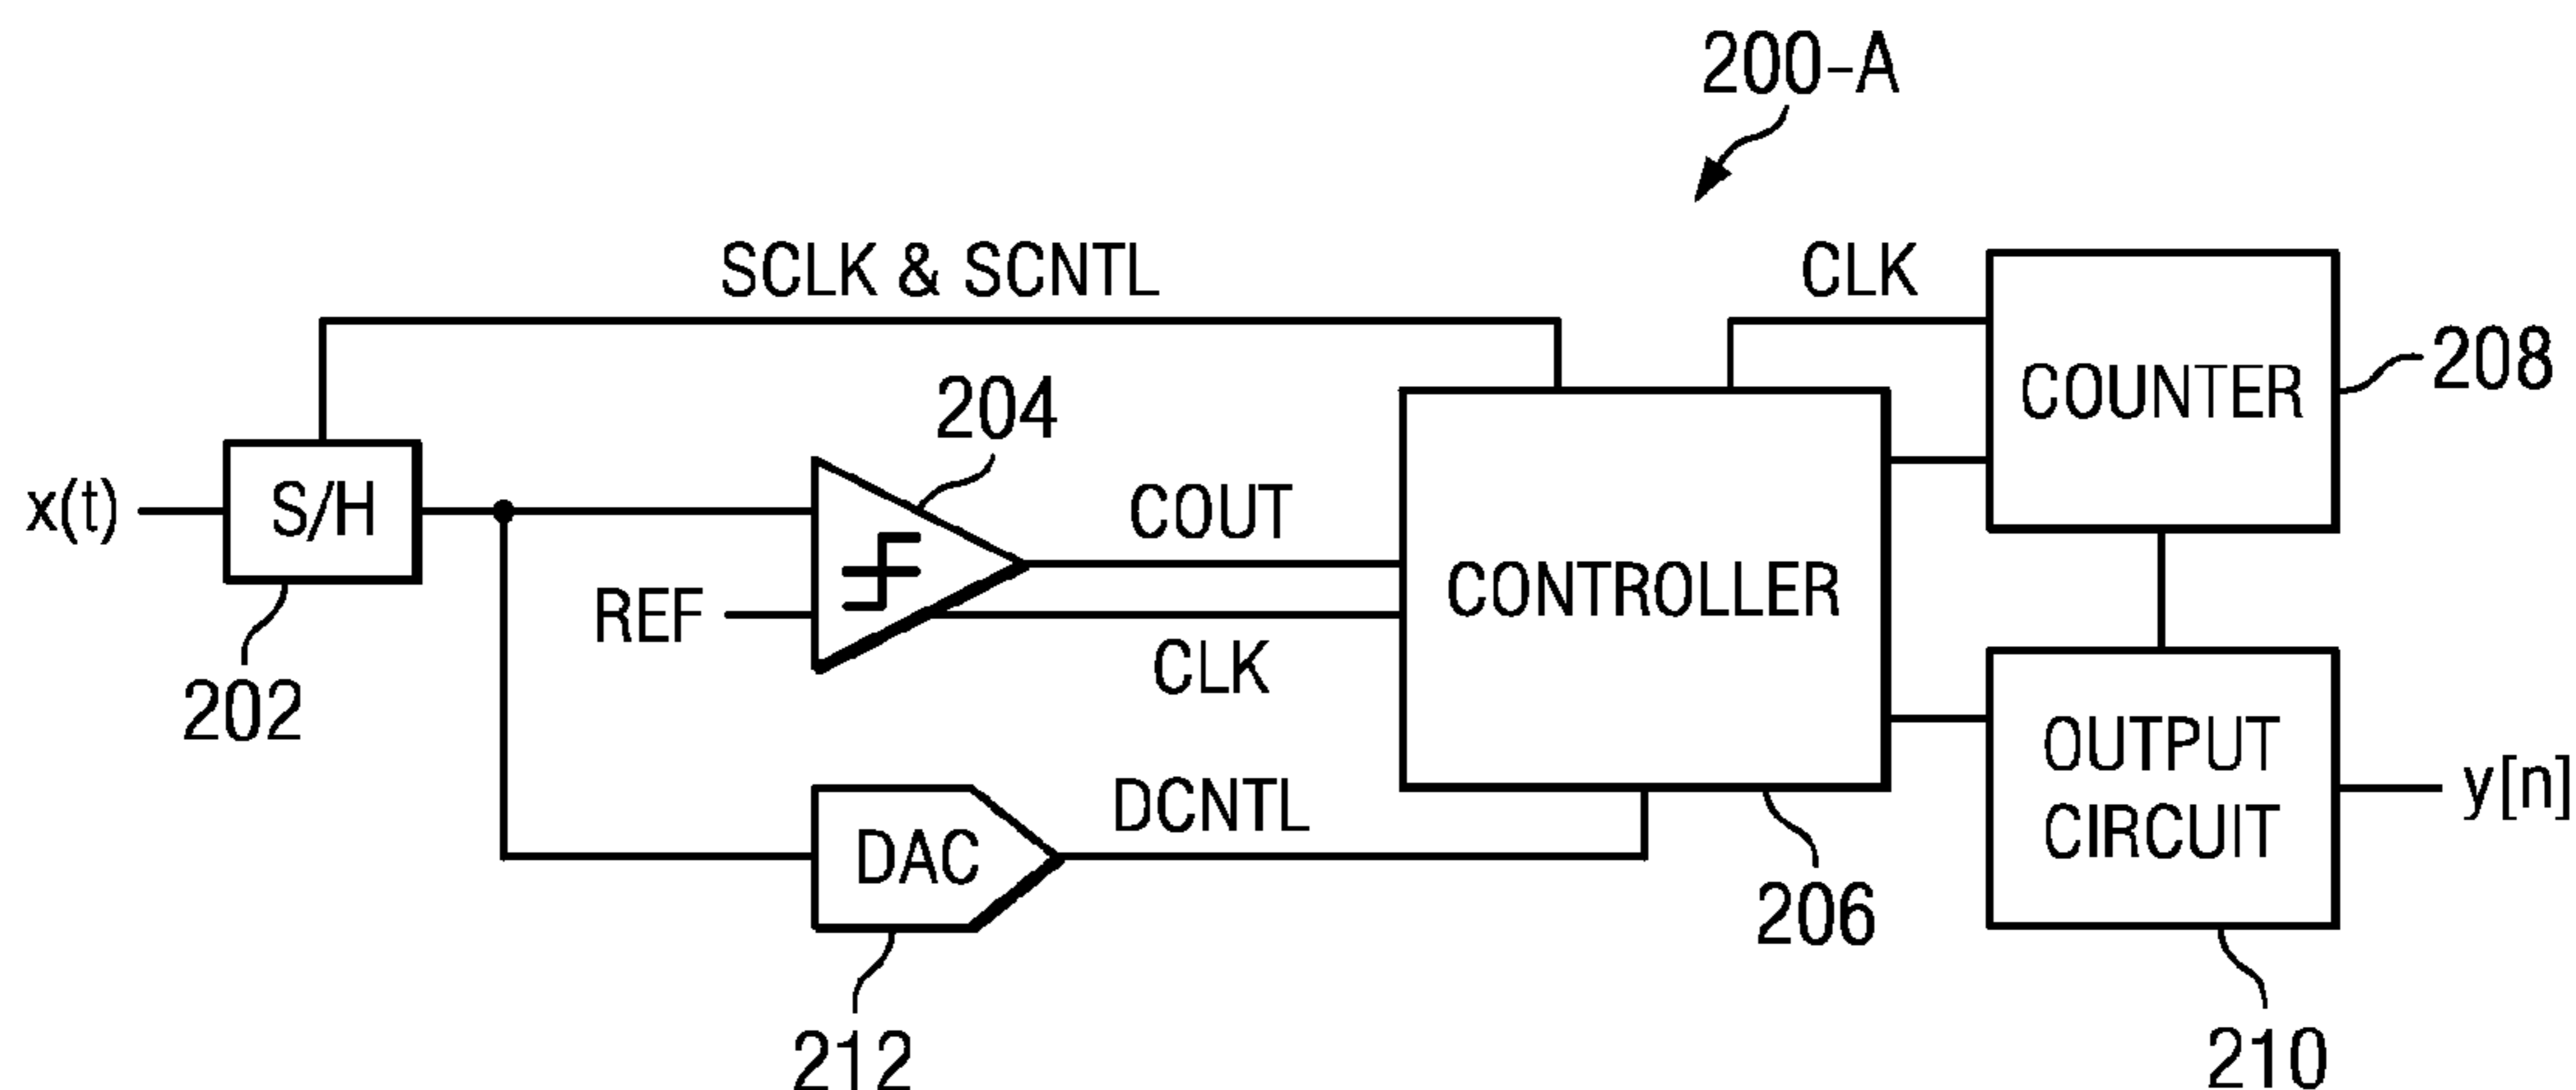 200-A
SCLK & SCNTL
CLK
COUNTER
208
204
x(t)
S/H
COUT
REF
CONTROLLER
CLK
202
DCNTL
DAC
OUTPUT
CIRCUIT
y[n]
206
212
210